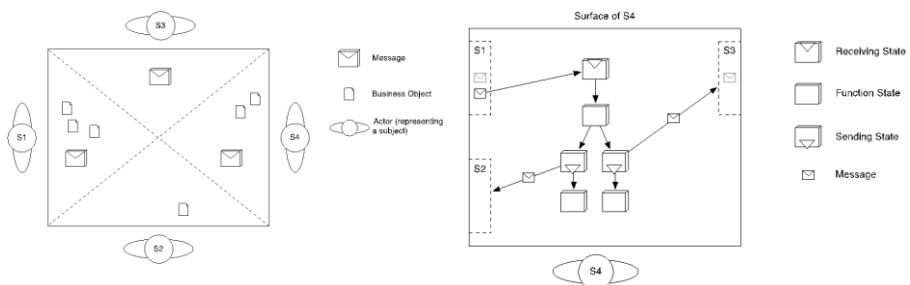 S3
S1
S4
S2
Message
Business Object
Actor (representing
a subject)
Surface of S4
S1
S3
S2
S4
Receiving State
Function State
Sending State
Message